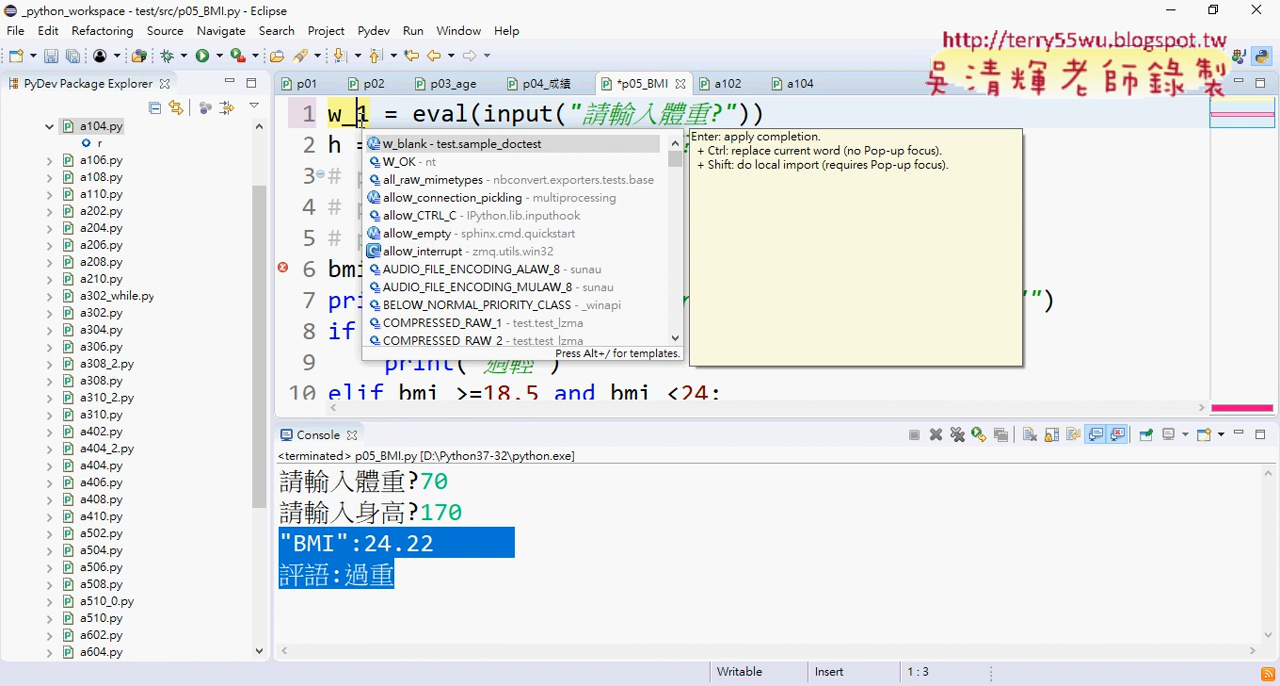 _python_workspace - test/src/p05_BMI.py - Eclipse
File Edit Refactoring Source Navigate Search Project Pydev Run Window Help
http://terry55wu.blogspot.tw
吳清輝老師錄製
PyDev Package Explorer
p01 p02 p03_age p04_成績 *p05_BMI a102 a104
a104.py
r
a106.py
a108.py
a110.py
a202.py
a204.py
a206.py
a208.py
a210.py
a302_while.py
a302.py
a304.py
a306.py
a308_2.py
a308.py
a310_2.py
a310.py
a402.py
a404_2.py
a404.py
a406.py
a408.py
a410.py
a502.py
a504.py
a506.py
a508.py
a510_0.py
a510.py
a602.py
a604.py
1 w_1 = eval(input("請輸入體重?"))
2 h =
3 #
4 #
5 #
6 bmi
7 pri "")
8 if
9 print("過輕")
10 elif bmi >=18.5 and bmi <24:
w_blank - test.sample_doctest
W_OK - nt
all_raw_mimetypes - nbconvert.exporters.tests.base
allow_connection_pickling - multiprocessing
allow_CTRL_C - IPython.lib.inputhook
allow_empty - sphinx.cmd.quickstart
allow_interrupt - zmq.utils.win32
AUDIO_FILE_ENCODING_ALAW_8 - sunau
AUDIO_FILE_ENCODING_MULAW_8 - sunau
BELOW_NORMAL_PRIORITY_CLASS - _winapi
COMPRESSED_RAW_1 - test.test_lzma
COMPRESSED_RAW_2 - test.test_lzma
Press Alt+/ for templates.
Enter: apply completion.
+ Ctrl: replace current word (no Pop-up focus).
+ Shift: do local import (requires Pop-up focus).
Console
<terminated> p05_BMI.py [D:\Python37-32\python.exe]
請輸入體重?70
請輸入身高?170
"BMI":24.22
評語:過重
Writable Insert 1 : 3